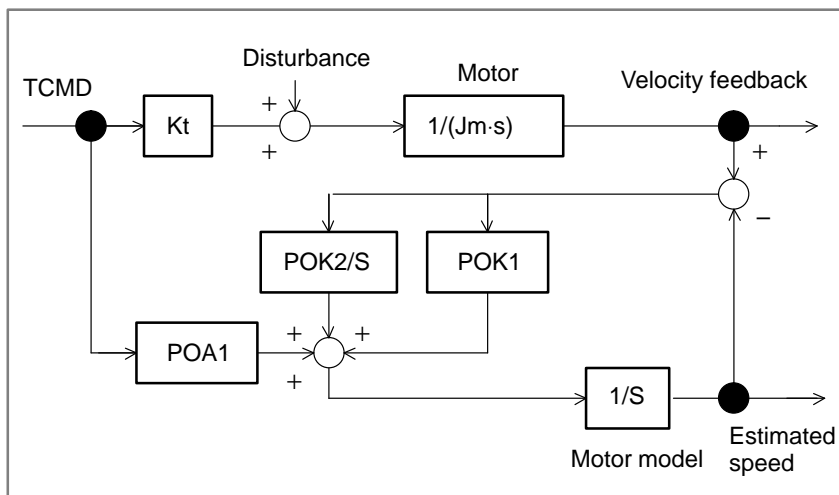 Disturbance
TCMD
Motor
Velocity feedback
+
Kt
+
1/(Jm·s)
+
−
POK2/S
POK1
+
+
POA1
+
1/S
Motor model
Estimated
speed